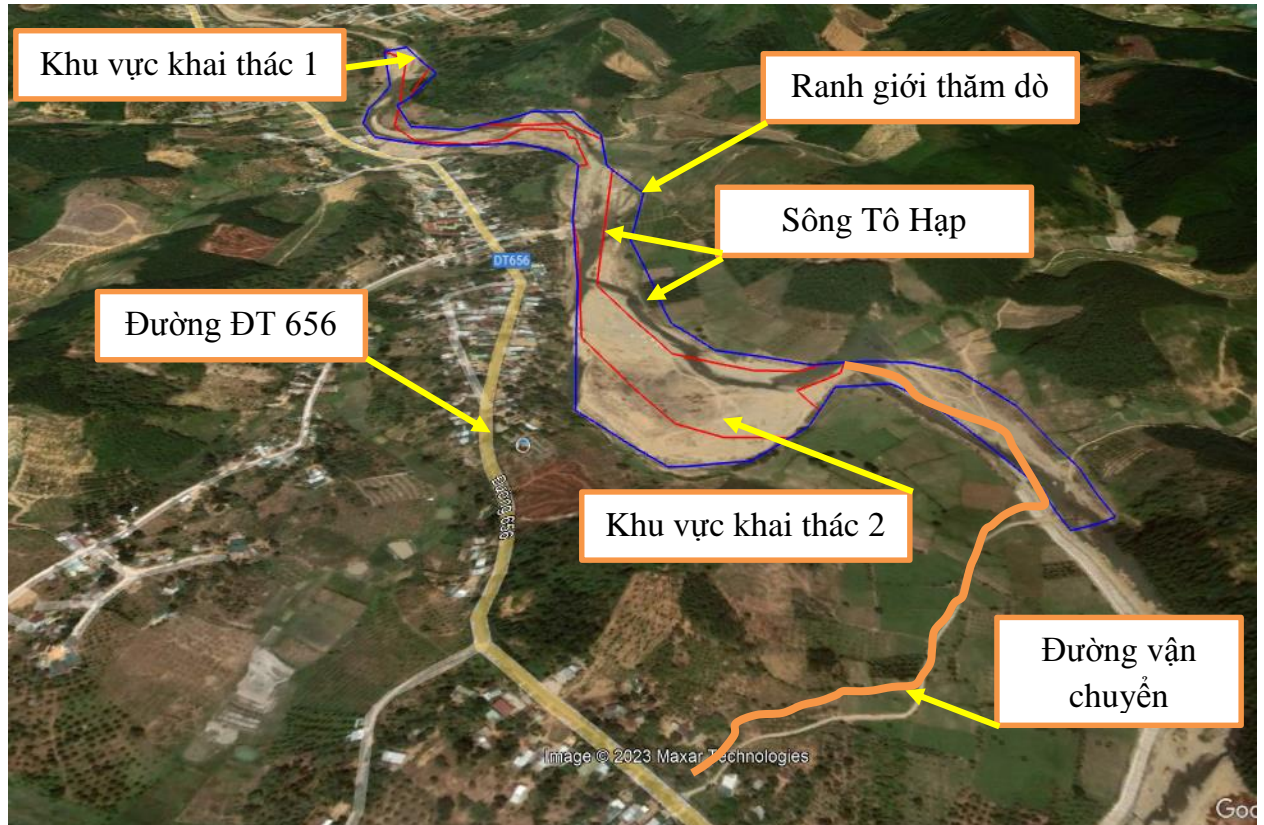 Khu vực khai thác 1
Ranh giới thăm dò
Sông Tô Hạp
DT656
Đường ĐT 656
Đường 656
Khu vực khai thác 2
Đường vận
chuyển
Image © 2023 Maxar Technologies
Goo